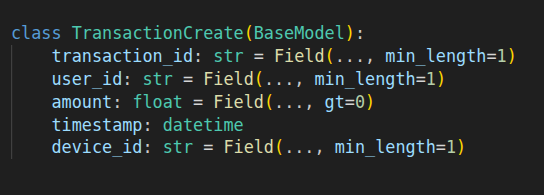 class TransactionCreate(BaseModel):
    transaction_id: str = Field(..., min_length=1)
    user_id: str = Field(..., min_length=1)
    amount: float = Field(..., gt=0)
    timestamp: datetime
    device_id: str = Field(..., min_length=1)